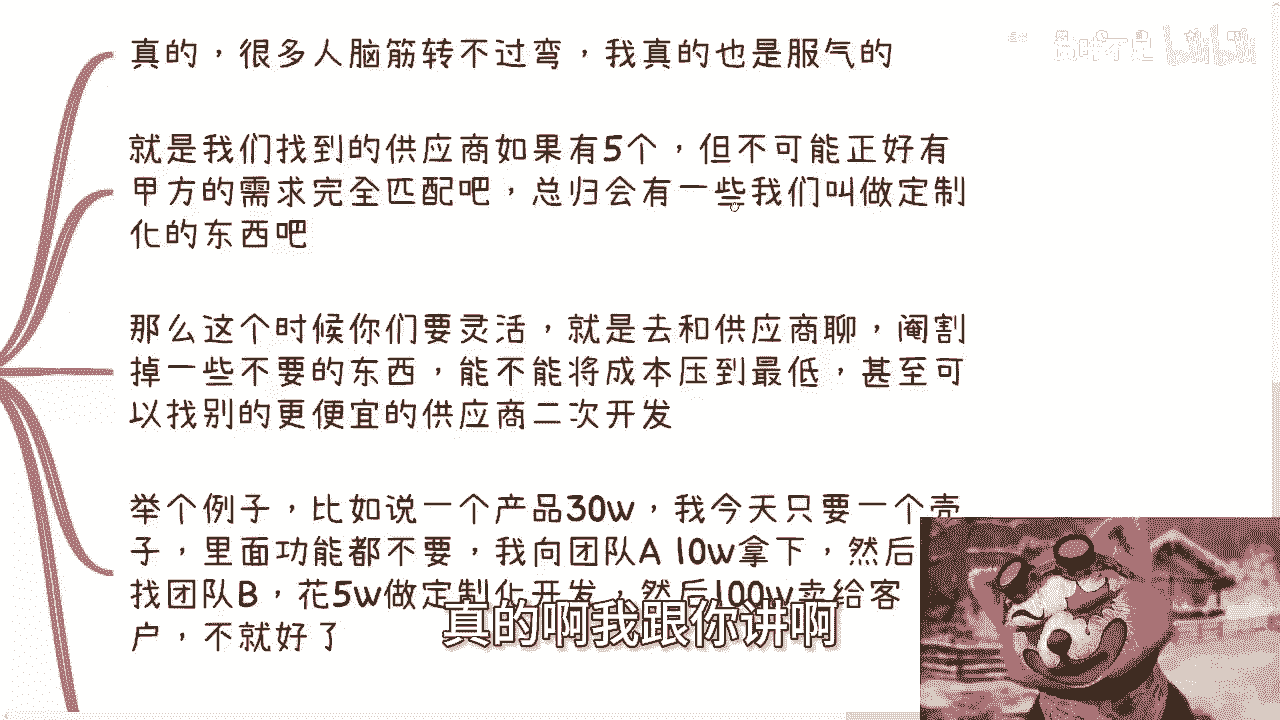 真的，很多人脑筋转不过弯，我真的也是服气的
就是我们找到的供应商如果有5个，但不可能正好有
甲方的需求完全匹配吧，总归会有一些我们叫做定制
化的东西吧
那么这个时候你们要灵活，就是去和供应商聊，阉割
掉一些不要的东西，能不能将成本压到最低，甚至可
以找别的更便宜的供应商二次开发
举个例子，比如说一个产品30w，我今天只要一个壳
子，里面功能都不要，我向团队A 10w拿下，然后
找团队B，花5w做定制化开发，然后100w卖给客
户，不就好了
真的啊我跟你讲啊